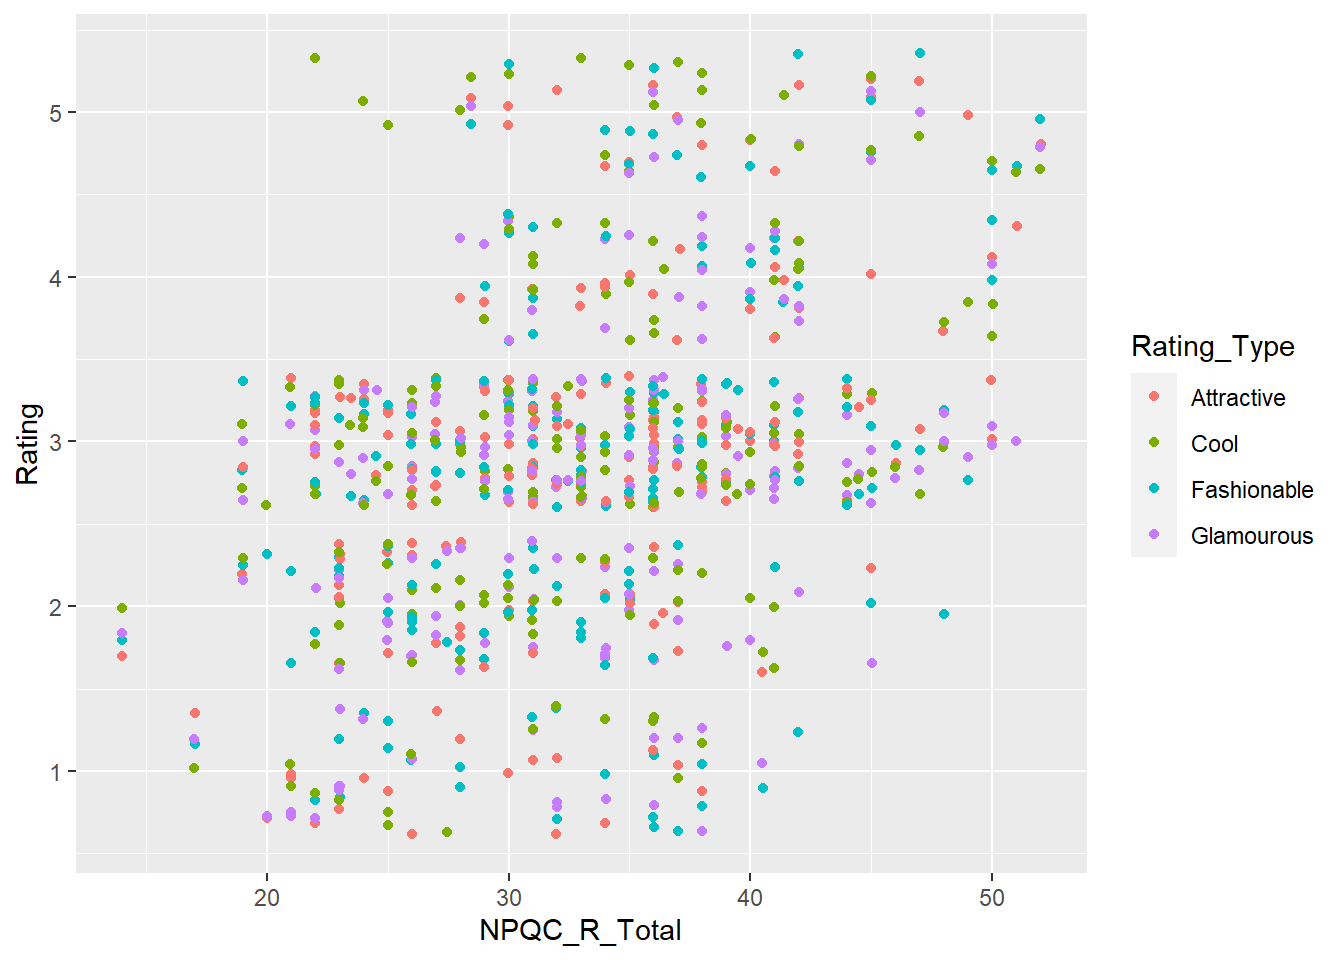 5
4
3
2
1
Rating
20 30 40 50
NPQC_R_Total
Rating_Type
Attractive
Cool
Fashionable
Glamourous